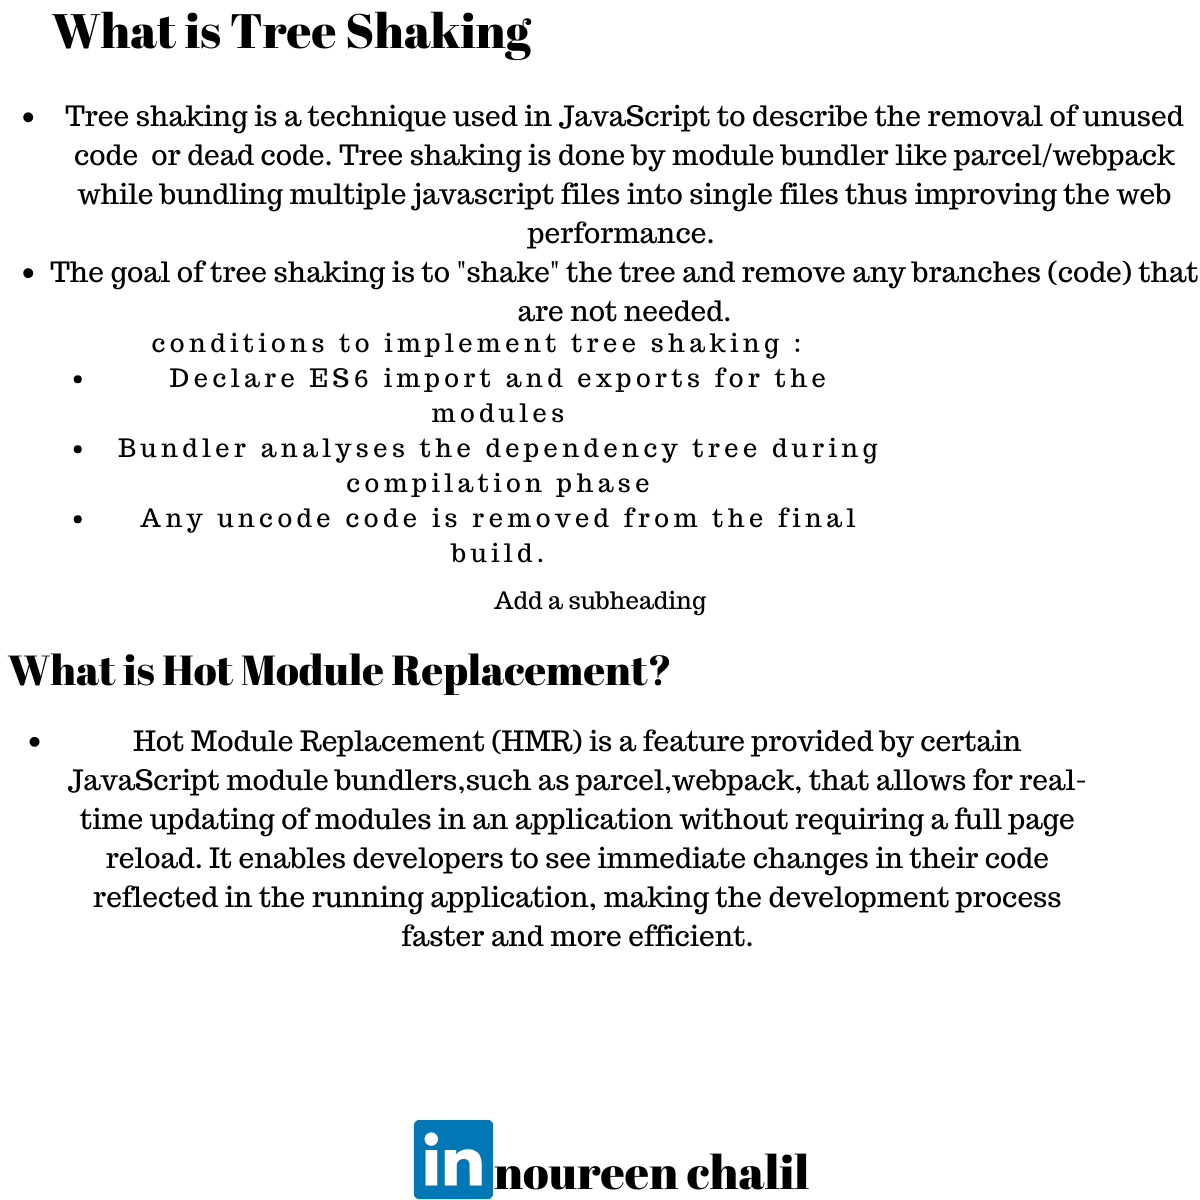 What is Tree Shaking
• Tree shaking is a technique used in JavaScript to describe the removal of unused
code or dead code. Tree shaking is done by module bundler like parcel/webpack
while bundling multiple javascript files into single files thus improving the web
performance.
• The goal of tree shaking is to "shake" the tree and remove any branches (code) that
are not needed.
conditions to implement tree shaking :
• Declare ES6 import and exports for the
modules
• Bundler analyses the dependency tree during
compilation phase
• Any uncode code is removed from the final
build.
Add a subheading
What is Hot Module Replacement?
• Hot Module Replacement (HMR) is a feature provided by certain
JavaScript module bundlers,such as parcel,webpack, that allows for real-
time updating of modules in an application without requiring a full page
reload. It enables developers to see immediate changes in their code
reflected in the running application, making the development process
faster and more efficient.
in noureen chalil